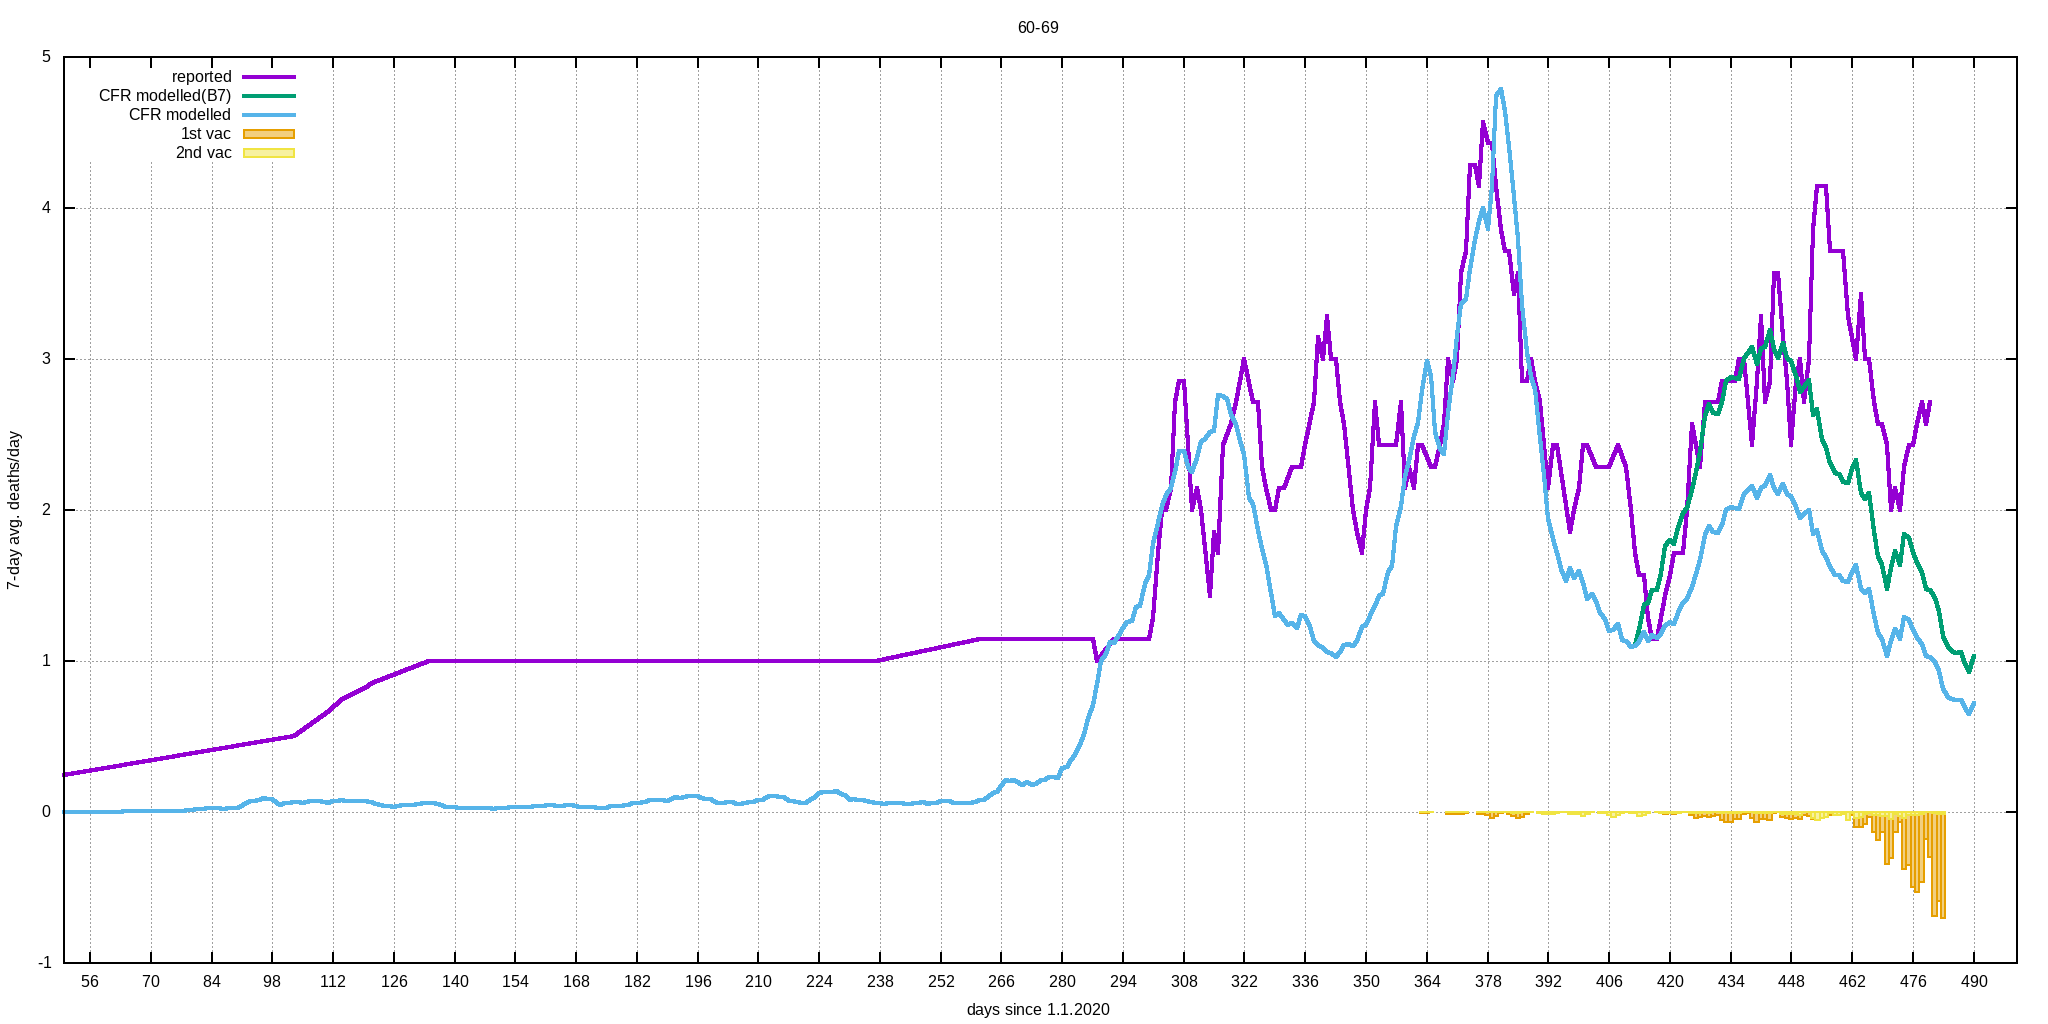 60-69
5
4
3
2
1
0
-1
7-day avg. deaths/day
reported
CFR modelled(B7)
CFR modelled
1st vac
2nd vac
56 70 84 98 112 126 140 154 168 182 196 210 224 238 252 266 280 294 308 322 336 350 364 378 392 406 420 434 448 462 476 490
days since 1.1.2020